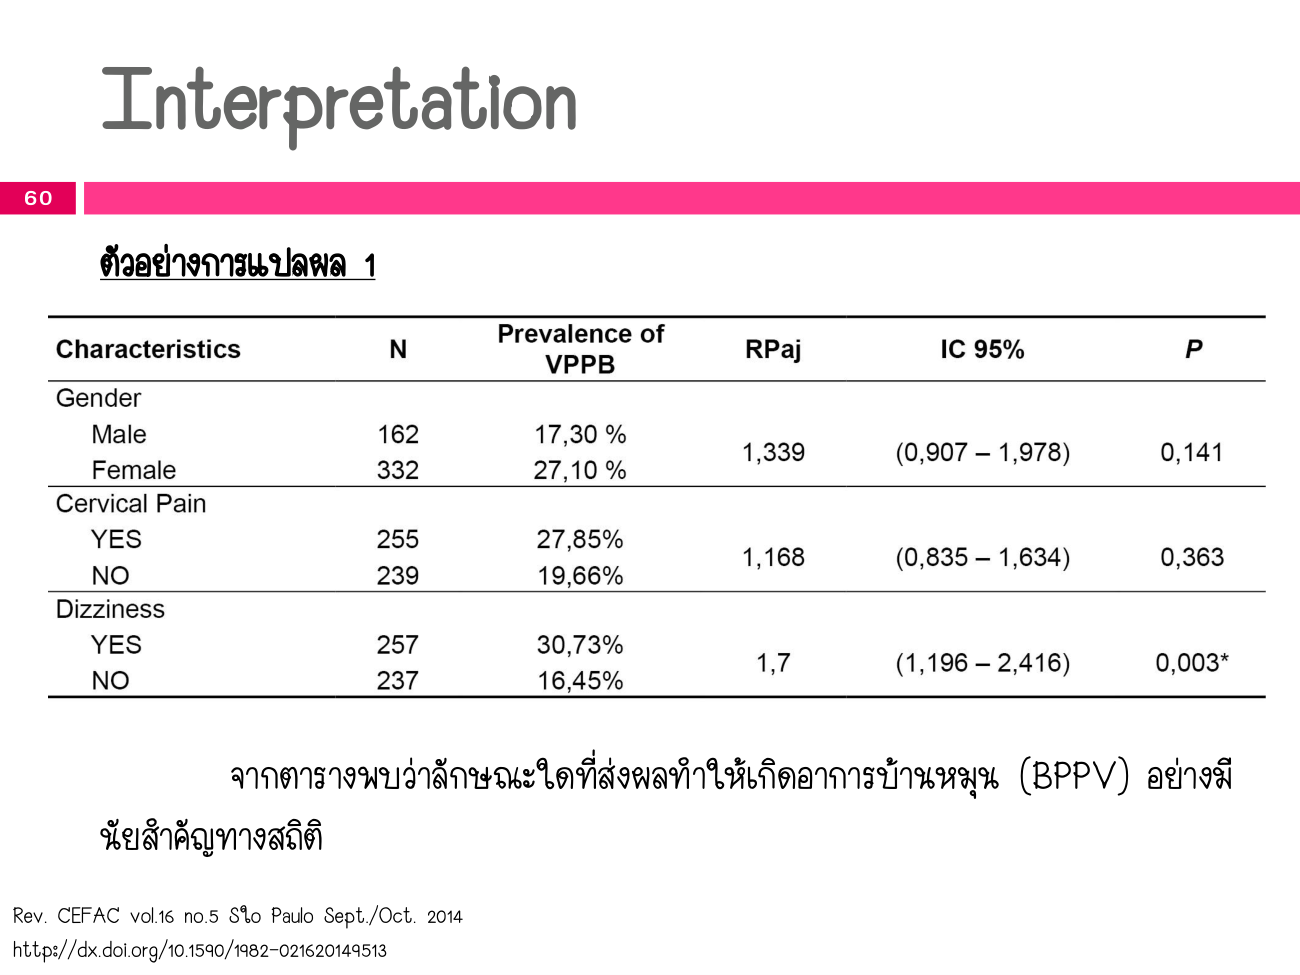 Interpretation
60
ตัวอย่างการแปลผล 1
Characteristics N Prevalence of VPPB RPaj IC 95% P
Gender
Male 162 17,30 %
1,339 (0,907 – 1,978) 0,141
Female 332 27,10 %
Cervical Pain
YES 255 27,85%
1,168 (0,835 – 1,634) 0,363
NO 239 19,66%
Dizziness
YES 257 30,73%
1,7 (1,196 – 2,416) 0,003*
NO 237 16,45%
จากตารางพบว่าลักษณะใดที่ส่งผลทำให้เกิดอาการบ้านหมุน (BPPV) อย่างมี
นัยสำคัญทางสถิติ
Rev. CEFAC vol.16 no.5 Sใo Paulo Sept./Oct. 2014
http://dx.doi.org/10.1590/1982-021620149513